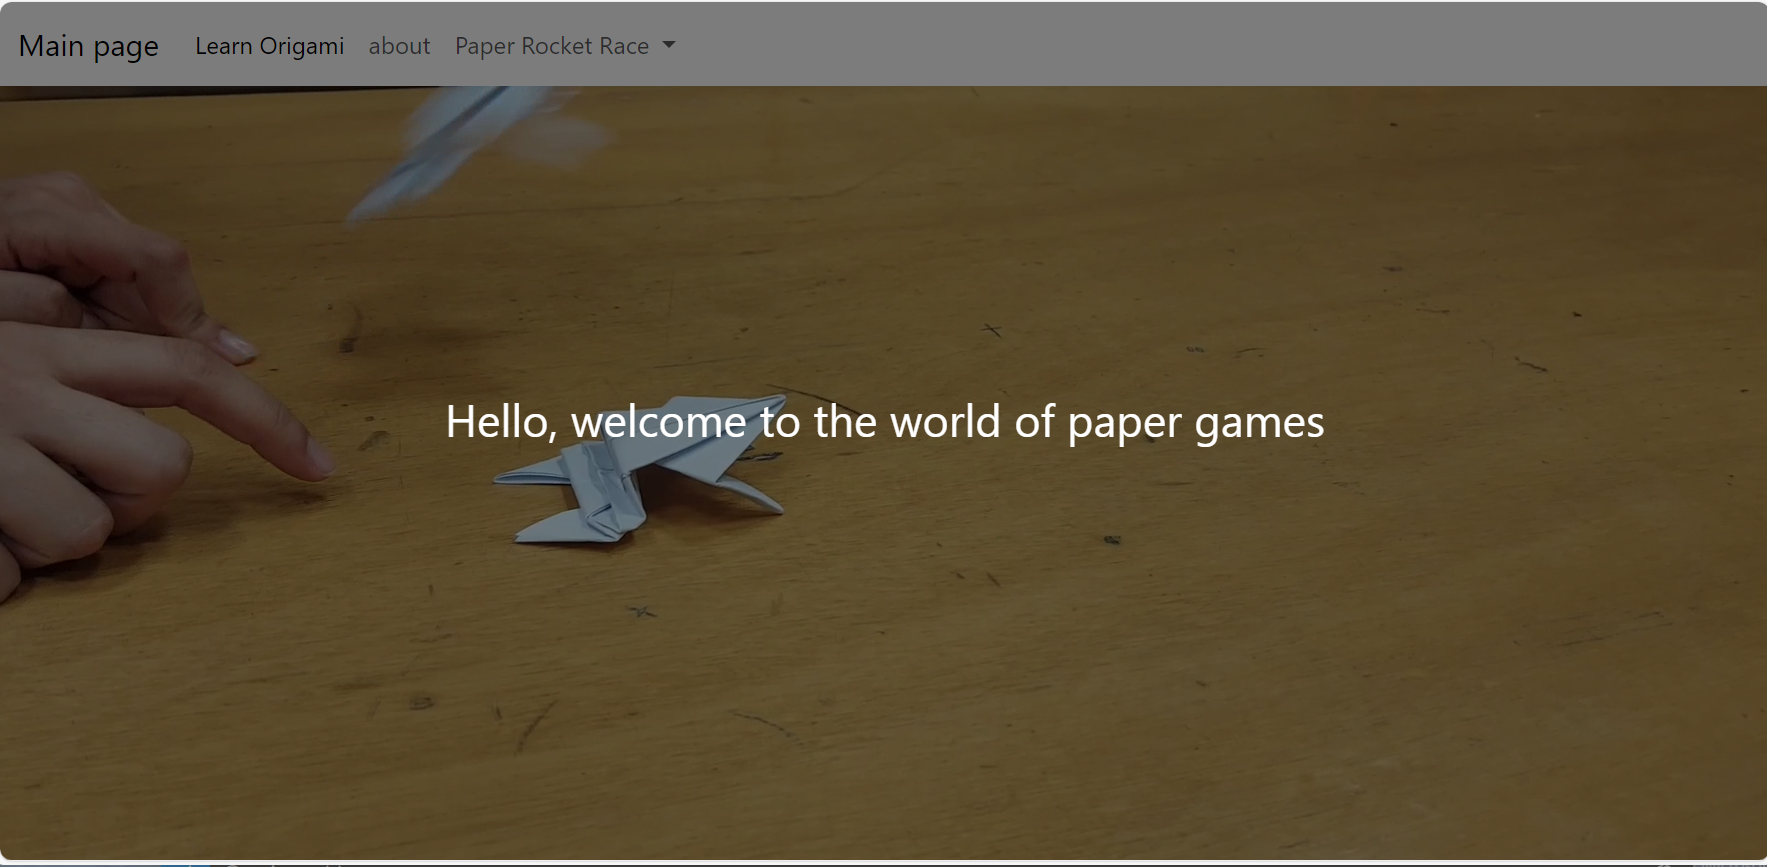 Main page Learn Origami about Paper Rocket Race
Hello, welcome to the world of paper games